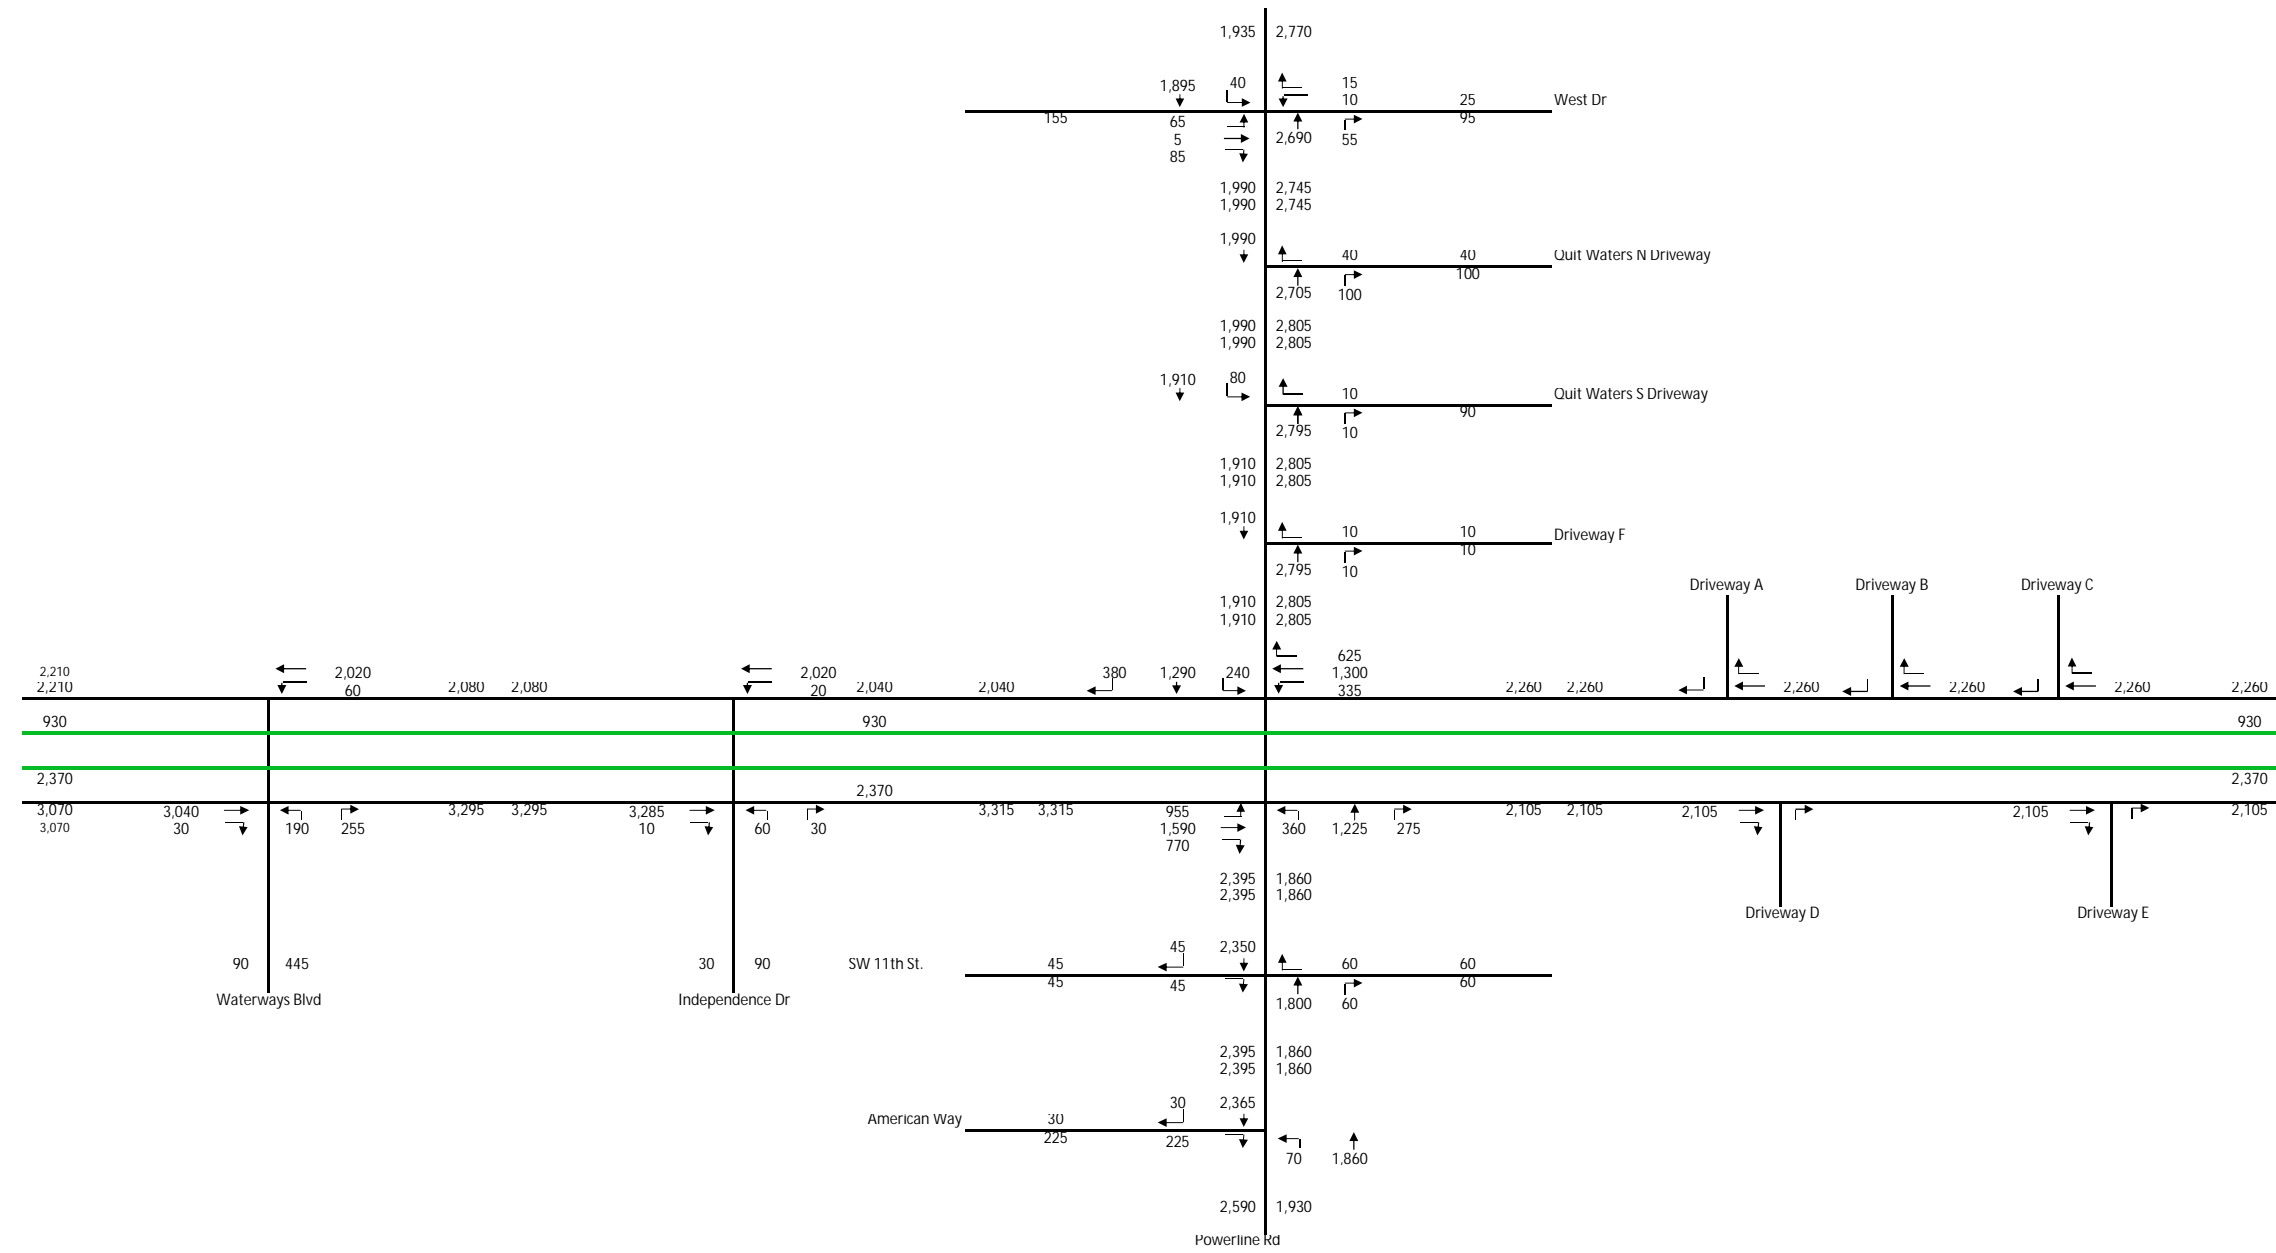 1,935 2,770
1,895 40 15
10 25 West Dr
155 65 95
5 2,690 55
85
1,990 2,745
1,990 2,745
1,990 40 40 Quit Waters N Driveway
100
2,705 100
1,990 2,805
1,990 2,805
1,910 80
10 Quit Waters S Driveway
90
2,795 10
1,910 2,805
1,910 2,805
1,910 10 10 Driveway F
10
2,795 10
Driveway A Driveway B Driveway C
1,910 2,805
1,910 2,805
625
2,210 2,020 2,020 380 1,290 240 1,300
2,210 60 2,080 2,080 20 2,040 2,040 335 2,260 2,260 2,260 2,260 2,260 2,260
930 930 930
2,370 2,370
2,370
3,070 3,040 3,295 3,295 3,285 3,315 3,315 955 2,105 2,105 2,105 2,105 2,105
3,070 30 190 255 10 60 30 1,590 360 1,225 275
770
2,395 1,860
2,395 1,860
Driveway D Driveway E
45 2,350
90 445 30 90 SW 11th St. 45 60 60
45 45 60
1,800 60
Waterways Blvd Independence Dr
2,395 1,860
2,395 1,860
30 2,365
American Way 30
225 225
70 1,860
2,590 1,930
Powerline Rd